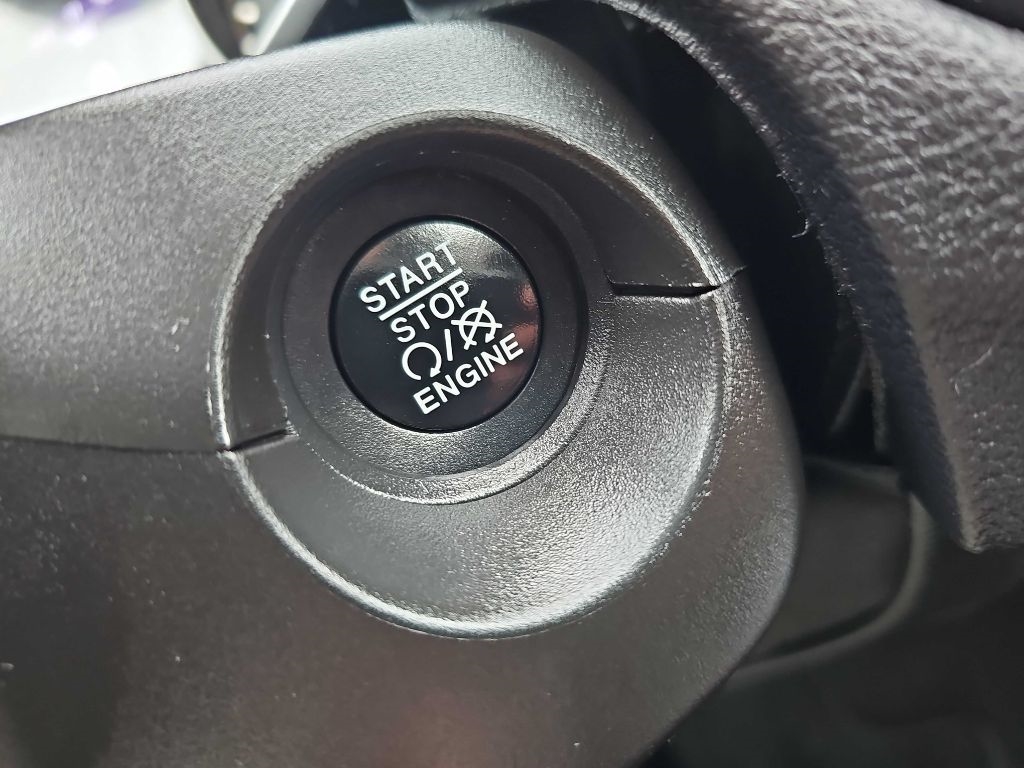 START
STOP
/
ENGINE